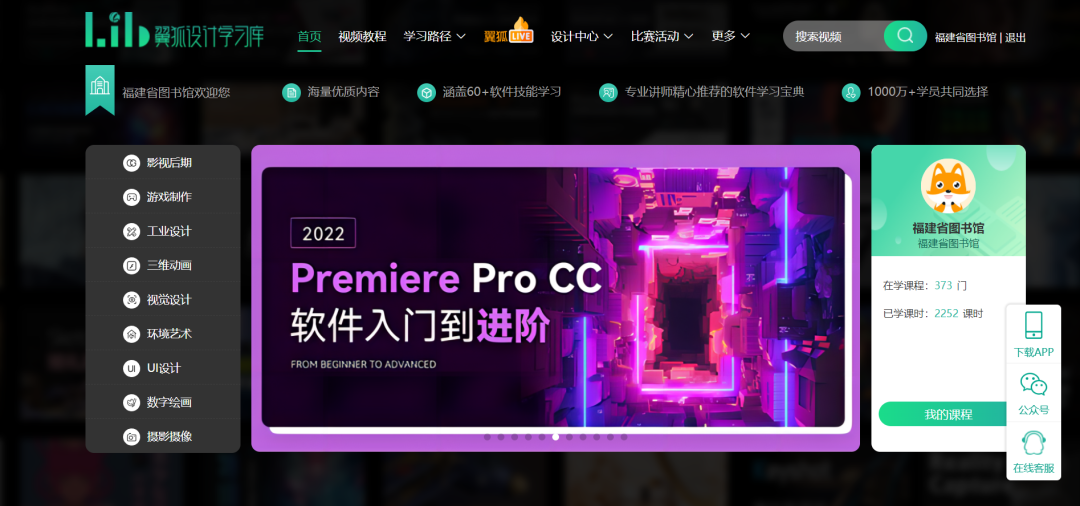 Lib 翼狐设计学习库
首页 视频教程 学习路径 翼狐 LIVE 设计中心 比赛活动 更多 搜索视频 福建省图书馆 | 退出
福建省图书馆欢迎您 海量优质内容 涵盖60+软件技能学习 专业讲师精心推荐的软件学习宝典 1000万+学员共同选择
影视后期
游戏制作
工业设计
三维动画
视觉设计
环境艺术
UI UI设计
数字绘画
摄影摄像
2022
Premiere Pro CC
软件入门到进阶
FROM BEGINNER TO ADVANCED
福建省图书馆
福建省图书馆
在学课程：373 门
已学课时：2252 课时
我的课程
下载APP
公众号
在线客服